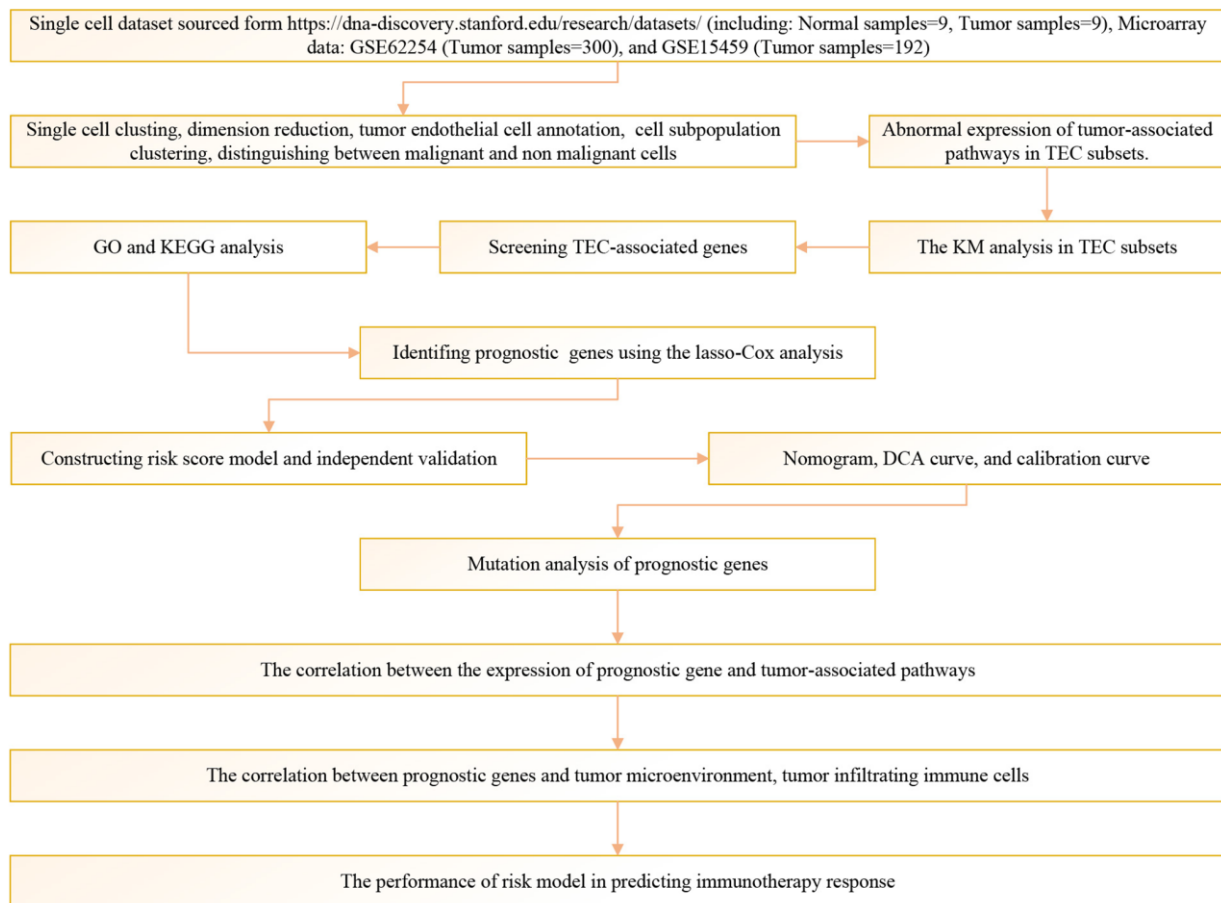 Single cell dataset sourced form https://dna-discovery.stanford.edu/research/datasets/ (including: Normal samples=9, Tumor samples=9), Microarray
data: GSE62254 (Tumor samples=300), and GSE15459 (Tumor samples=192)
Single cell clusting, dimension reduction, tumor endothelial cell annotation, cell subpopulation
clustering, distinguishing between malignant and non malignant cells
Abnormal expression of tumor-associated
pathways in TEC subsets.
GO and KEGG analysis
Screening TEC-associated genes
The KM analysis in TEC subsets
Identifing prognostic genes using the lasso-Cox analysis
Constructing risk score model and independent validation
Nomogram, DCA curve, and calibration curve
Mutation analysis of prognostic genes
The correlation between the expression of prognostic gene and tumor-associated pathways
The correlation between prognostic genes and tumor microenvironment, tumor infiltrating immune cells
The performance of risk model in predicting immunotherapy response